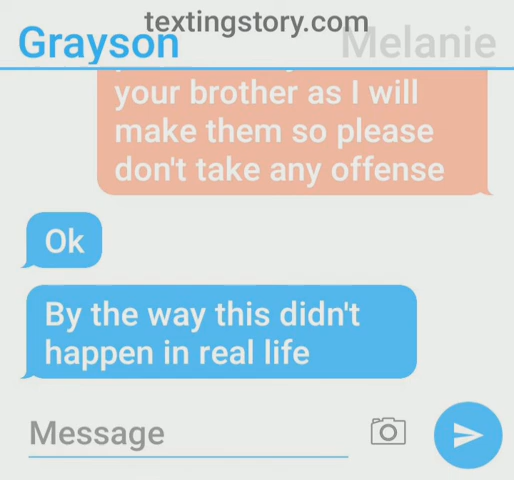 textingstory.com
Grayson Melanie
your brother as I will
make them so please
don't take any offense
Ok
By the way this didn't
happen in real life
Message